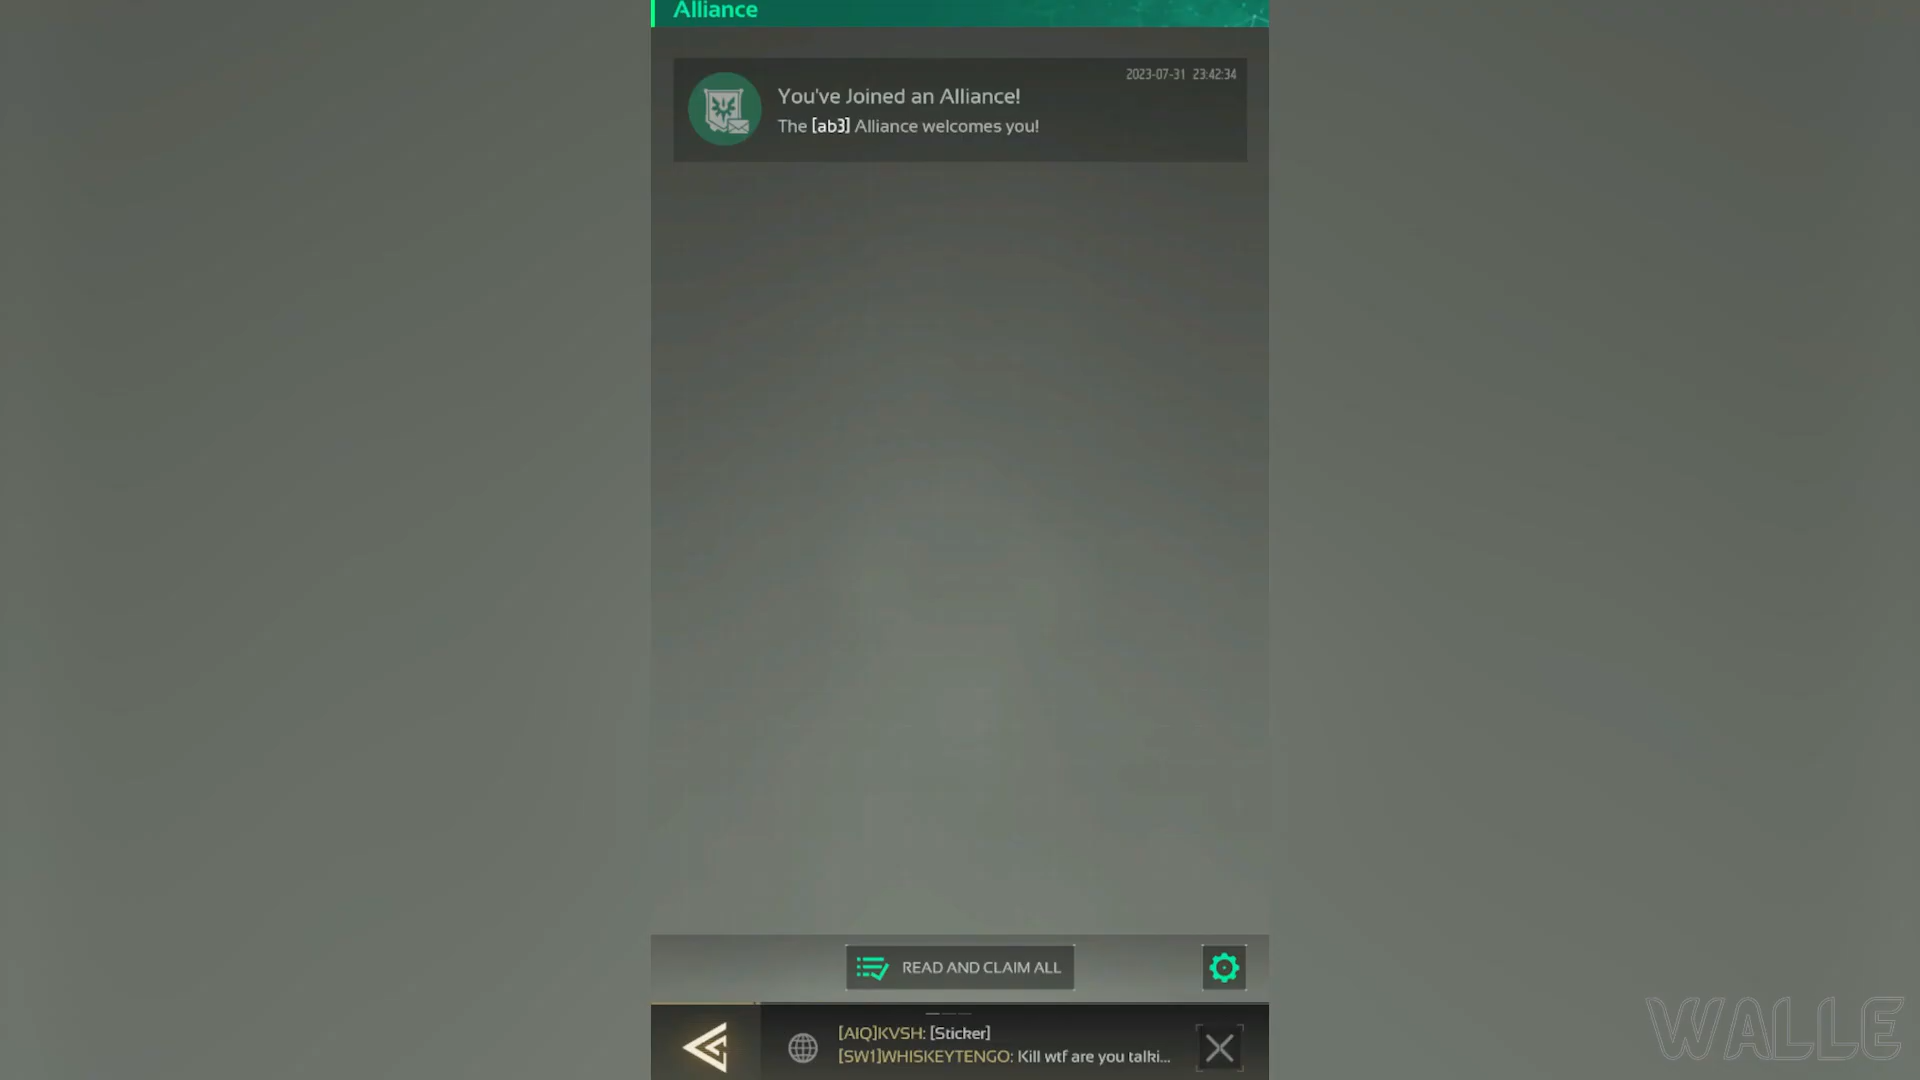 Alliance
2023-07-31 23:42:34
You've Joined an Alliance!
The [ab3] Alliance welcomes you!
READ AND CLAIM ALL
[AIQ]KVSH: [Sticker]
[SW1]WHISKEYTENGO: Kill wtf are you talki...
WALLE